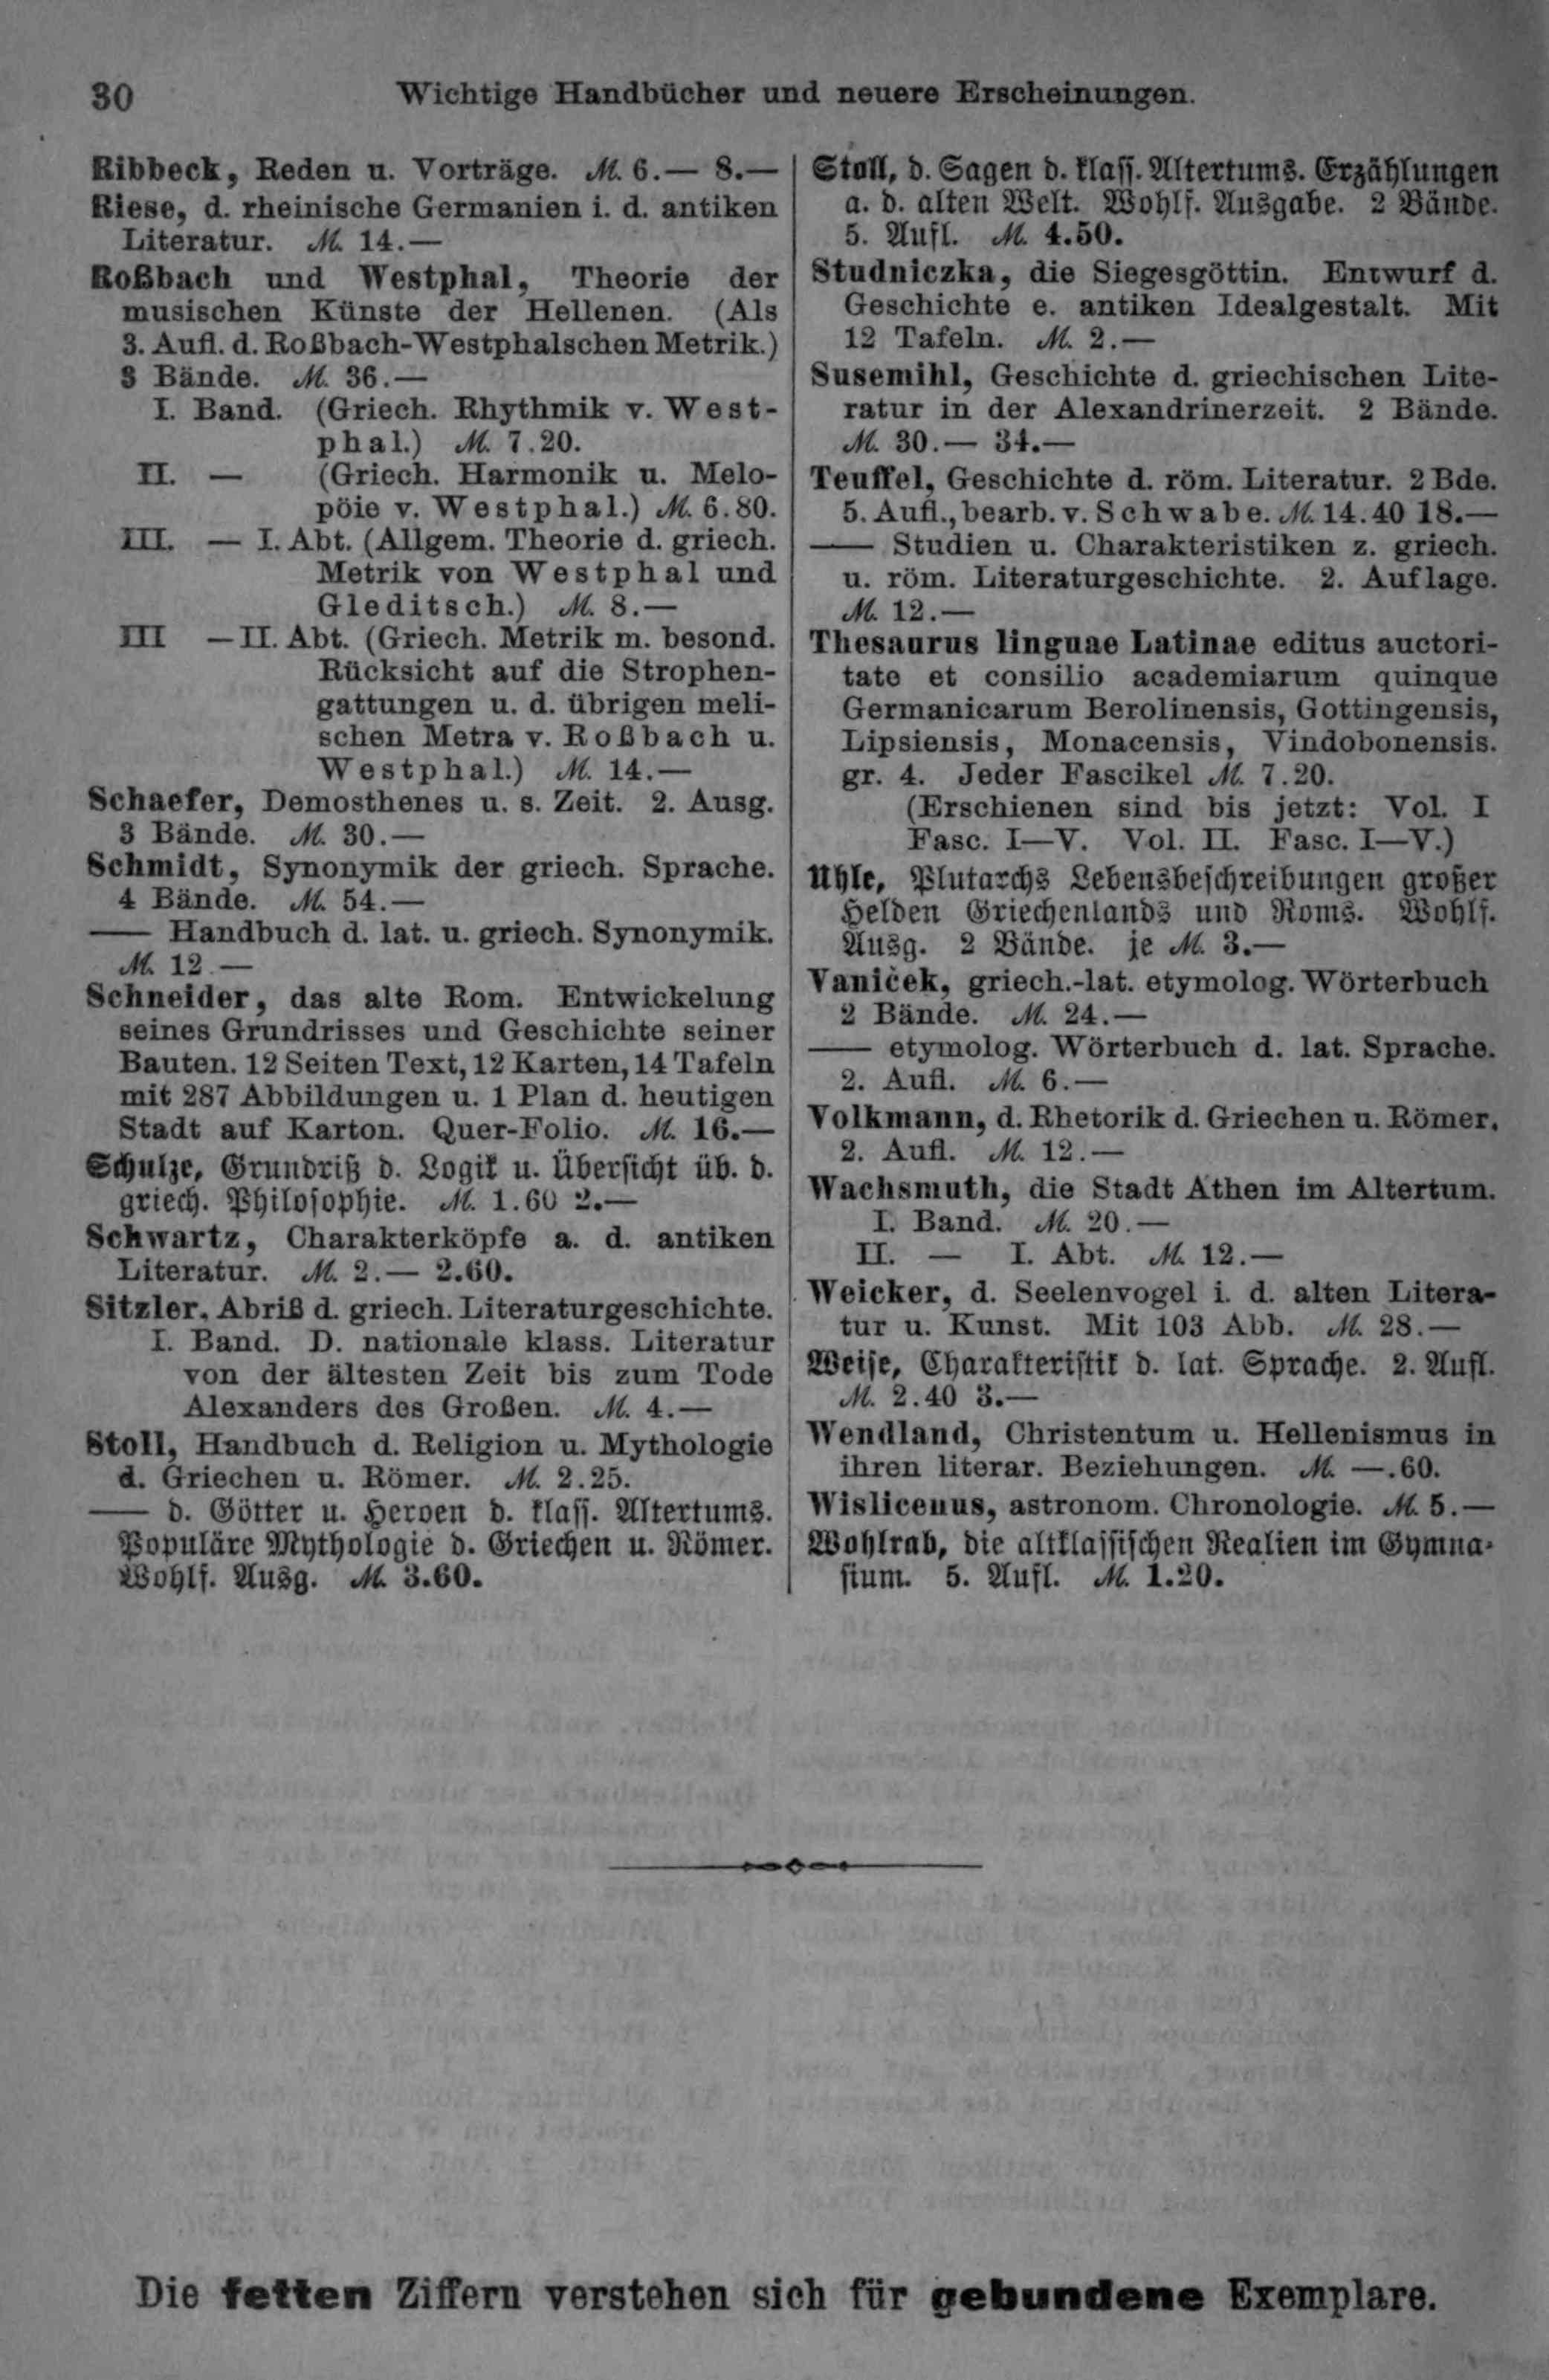 30
Wichtige Handbücher und neuere Erscheinungen.
Ribbeck, Reden u. Vorträge. ℳ 6.— 8.—
Riese, d. rheinische Germanien i. d. antiken
Literatur. ℳ 14.—
Roßbach und Westphal, Theorie der
musischen Künste der Hellenen. (Als
3. Aufl. d. Roßbach-Westphalschen Metrik.)
3 Bände. ℳ 36.—
I. Band. (Griech. Rhythmik v. West-
phal.) ℳ 7.20.
II. — (Griech. Harmonik u. Melo-
pöie v. Westphal.) ℳ 6.80.
III. — I. Abt. (Allgem. Theorie d. griech.
Metrik von Westphal und
Gleditsch.) ℳ 8.—
III — II. Abt. (Griech. Metrik m. besond.
Rücksicht auf die Strophen-
gattungen u. d. übrigen meli-
schen Metra v. Roßbach u.
Westphal.) ℳ 14.—
Schaefer, Demosthenes u. s. Zeit. 2. Ausg.
3 Bände. ℳ 30.—
Schmidt, Synonymik der griech. Sprache.
4 Bände. ℳ 54.—
—— Handbuch d. lat. u. griech. Synonymik.
ℳ 12.—
Schneider, das alte Rom. Entwickelung
seines Grundrisses und Geschichte seiner
Bauten. 12 Seiten Text, 12 Karten, 14 Tafeln
mit 287 Abbildungen u. 1 Plan d. heutigen
Stadt auf Karton. Quer-Folio. ℳ 16.—
Schulze, Grundriß d. Logik u. Übersicht üb. d.
griech. Philosophie. ℳ 1.60 2.—
Schwartz, Charakterköpfe a. d. antiken
Literatur. ℳ 2.— 2.60.
Sitzler, Abriß d. griech. Literaturgeschichte.
I. Band. D. nationale klass. Literatur
von der ältesten Zeit bis zum Tode
Alexanders des Großen. ℳ 4.—
Stoll, Handbuch d. Religion u. Mythologie
d. Griechen u. Römer. ℳ 2.25.
—— d. Götter u. Heroen d. klass. Altertums.
Populäre Mythologie d. Griechen u. Römer.
Wohlf. Ausg. ℳ 3.60.
Stoll, d. Sagen d. klass. Altertums. Erzählungen
a. d. alten Welt. Wohlf. Ausgabe. 2 Bände.
5. Aufl. ℳ 4.50.
Studniczka, die Siegesgöttin. Entwurf d.
Geschichte e. antiken Idealgestalt. Mit
12 Tafeln. ℳ 2.—
Susemihl, Geschichte d. griechischen Lite-
ratur in der Alexandrinerzeit. 2 Bände.
ℳ 30.— 34.—
Teuffel, Geschichte d. röm. Literatur. 2 Bde.
5. Aufl., bearb. v. Schwabe. ℳ 14.40 18.—
—— Studien u. Charakteristiken z. griech.
u. röm. Literaturgeschichte. 2. Auflage.
ℳ 12.—
Thesaurus linguae Latinae editus auctori-
tate et consilio academiarum quinque
Germanicarum Berolinensis, Gottingensis,
Lipsiensis, Monacensis, Vindobonensis.
gr. 4. Jeder Fascikel ℳ 7.20.
(Erschienen sind bis jetzt: Vol. I
Fasc. I—V. Vol. II. Fasc. I—V.)
Uhle, Plutarchs Lebensbeschreibungen großer
Helden Griechenlands und Roms. Wohlf.
Ausg. 2 Bände. je ℳ 3.—
Vaniček, griech.-lat. etymolog. Wörterbuch
2 Bände. ℳ 24.—
—— etymolog. Wörterbuch d. lat. Sprache.
2. Aufl. ℳ 6.—
Volkmann, d. Rhetorik d. Griechen u. Römer.
2. Aufl. ℳ 12.—
Wachsmuth, die Stadt Athen im Altertum.
I. Band. ℳ 20.—
II. — I. Abt. ℳ 12.—
Weicker, d. Seelenvogel i. d. alten Litera-
tur u. Kunst. Mit 103 Abb. ℳ 28.—
Weise, Charakteristik d. lat. Sprache. 2. Aufl.
ℳ 2.40 3.—
Wendland, Christentum u. Hellenismus in
ihren literar. Beziehungen. ℳ —.60.
Wislicenus, astronom. Chronologie. ℳ 5.—
Wohlrab, die altklassischen Realien im Gymna-
sium. 5. Aufl. ℳ 1.20.
Die fetten Ziffern verstehen sich für gebundene Exemplare.